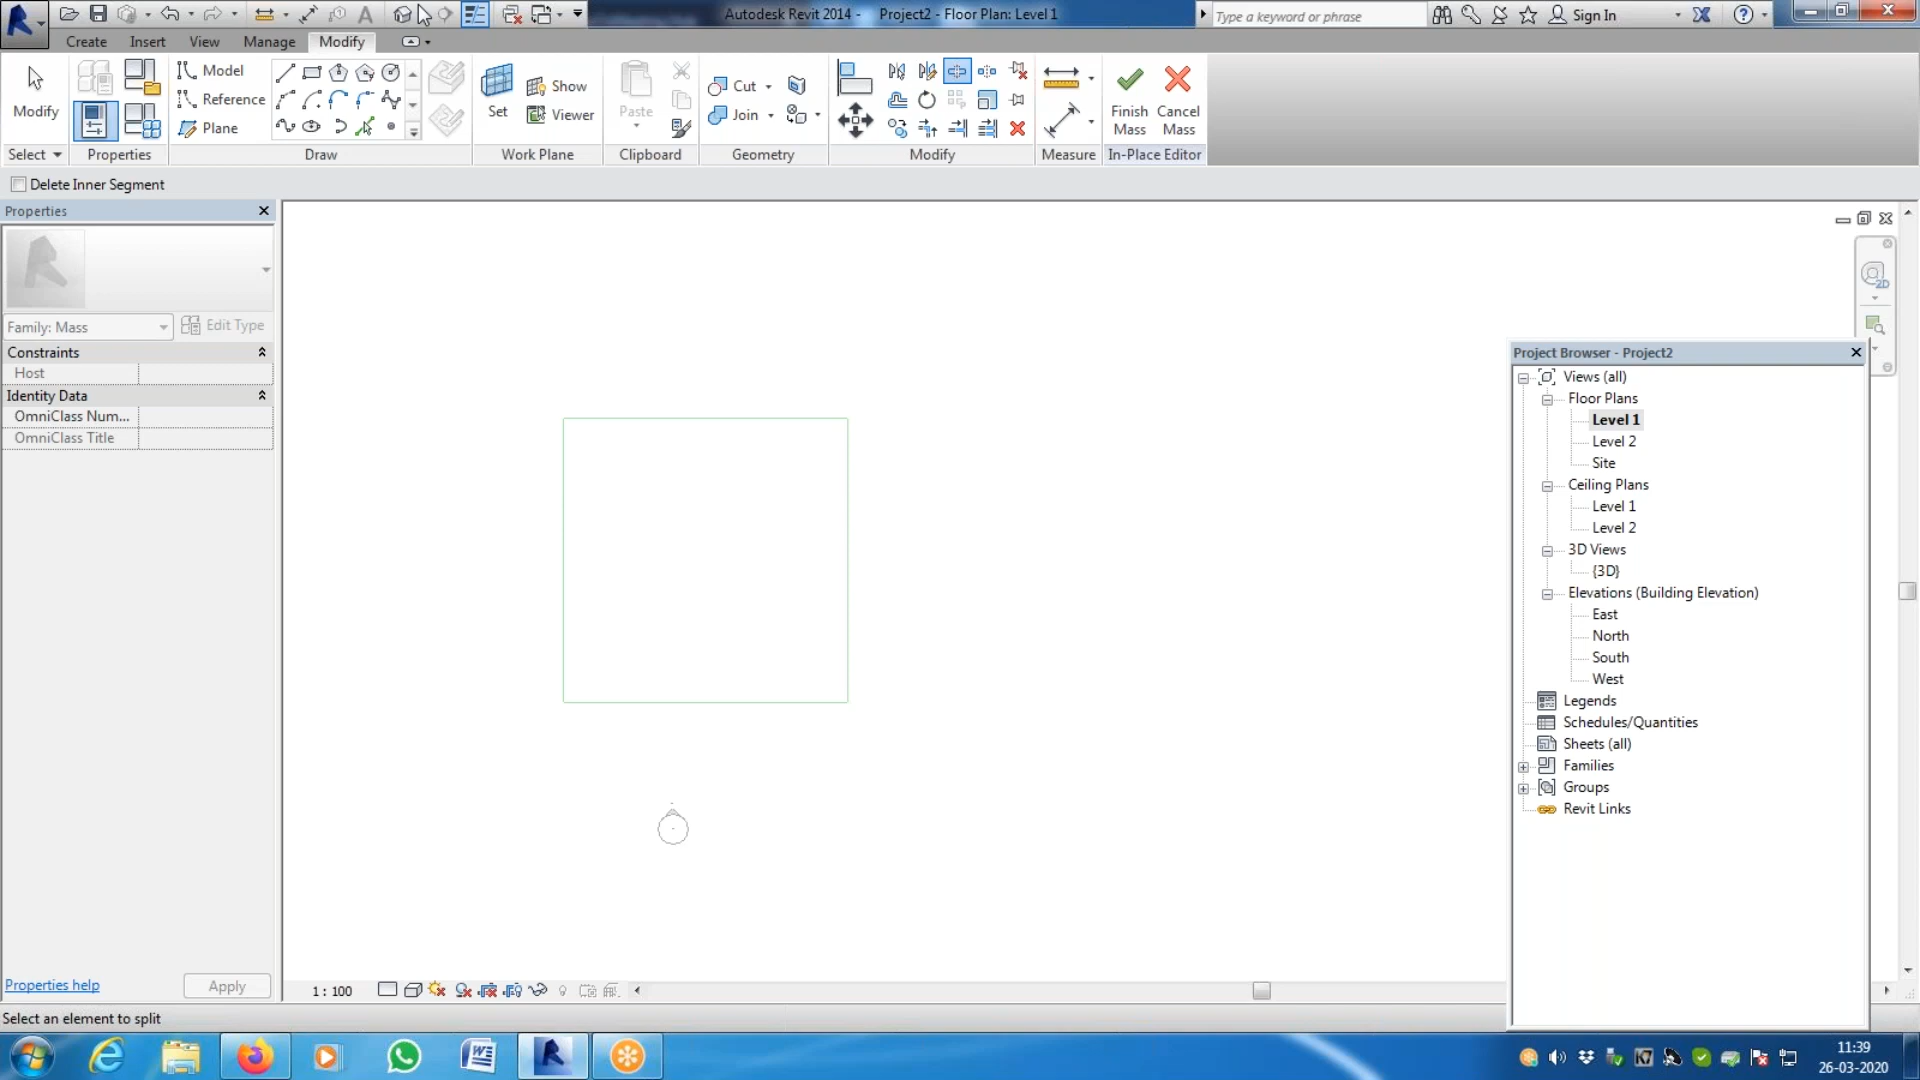 Autodesk Revit 2014 - Project2 - Floor Plan: Level 1
Type a keyword or phrase
Sign In
Create Insert View Manage Modify
Modify
Select
Properties
Model
Reference
Plane
Draw
Set
Show
Viewer
Work Plane
Paste
Clipboard
Cut
Join
Geometry
Modify
Measure
Finish Mass
Cancel Mass
In-Place Editor
Delete Inner Segment
Properties
Family: Mass
Edit Type
Constraints
Host
Identity Data
OmniClass Num...
OmniClass Title
Properties help
Apply
2D
Project Browser - Project2
Views (all)
Floor Plans
Level 1
Level 2
Site
Ceiling Plans
Level 1
Level 2
3D Views
{3D}
Elevations (Building Elevation)
East
North
South
West
Legends
Schedules/Quantities
Sheets (all)
Families
Groups
Revit Links
1 : 100
Select an element to split
11:39
26-03-2020